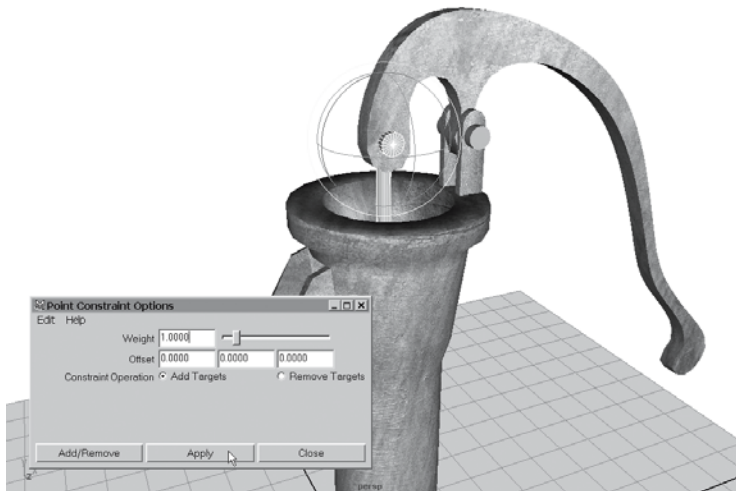 Point Constraint Options
Edit Help
Weight 1.0000
Offset 0.0000 0.0000 0.0000
Constraint Operation Add Targets Remove Targets
Add/Remove Apply Close
persp